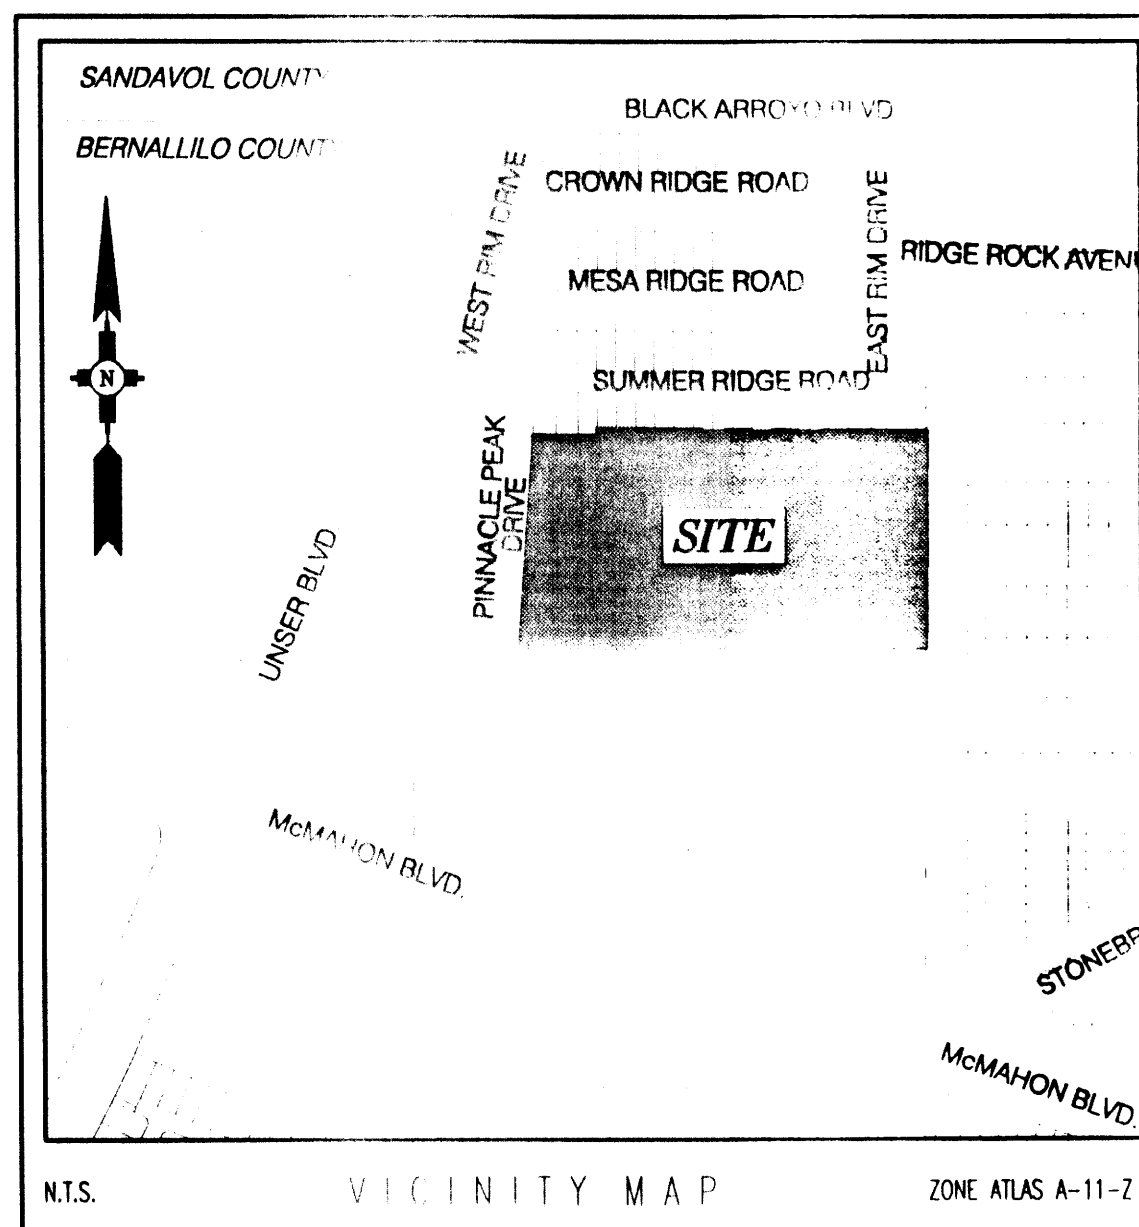 SANDAVOL COUNTY
BERNALLILO COUNTY
BLACK ARROYO BLVD
CROWN RIDGE ROAD
WEST RIM DRIVE
EAST RIM DRIVE
RIDGE ROCK AVENU
MESA RIDGE ROAD
SUMMER RIDGE ROAD
N
PINNACLE PEAK
DRIVE
SITE
UNSER BLVD
McMAHON BLVD.
STONEBR
McMAHON BLVD.
N.T.S.
VICINITY MAP
ZONE ATLAS A-11-Z